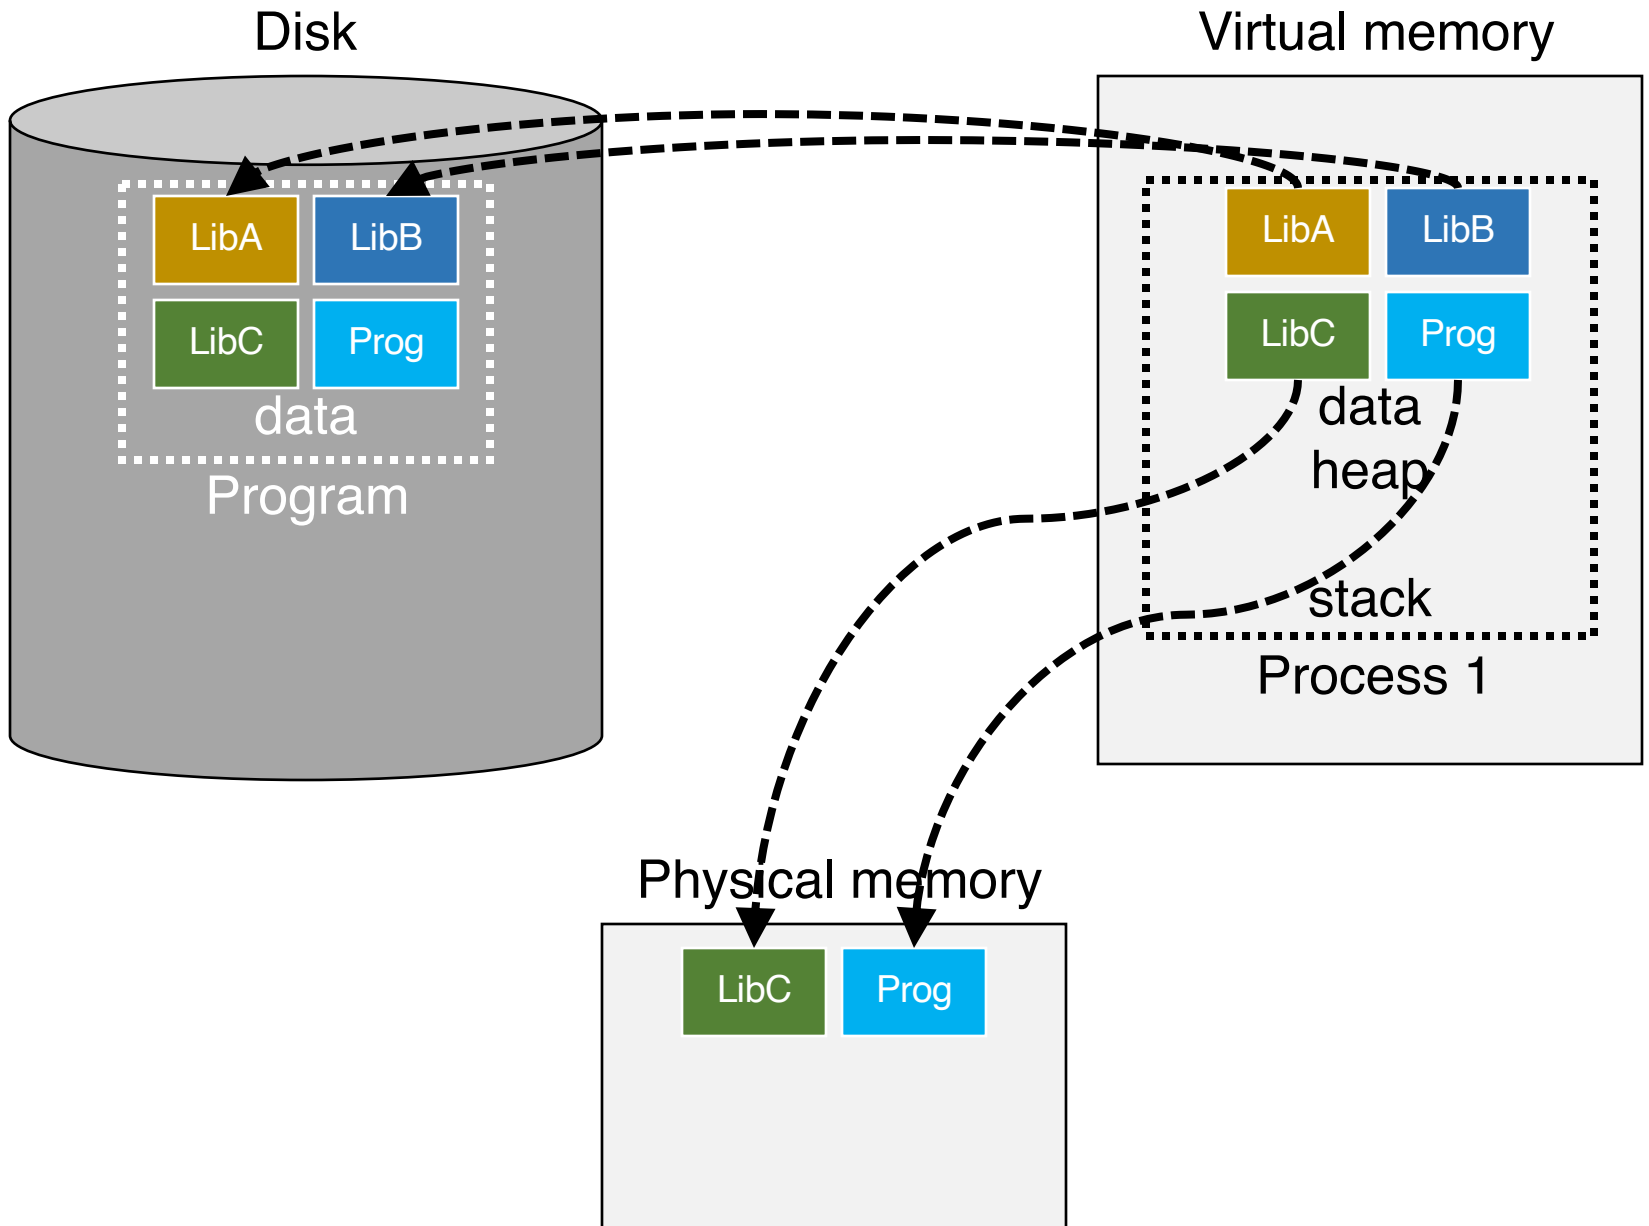 Disk
LibA LibB
LibC Prog
data
Program
Virtual memory
LibA LibB
LibC Prog
data
heap
stack
Process 1
Physical memory
LibC Prog